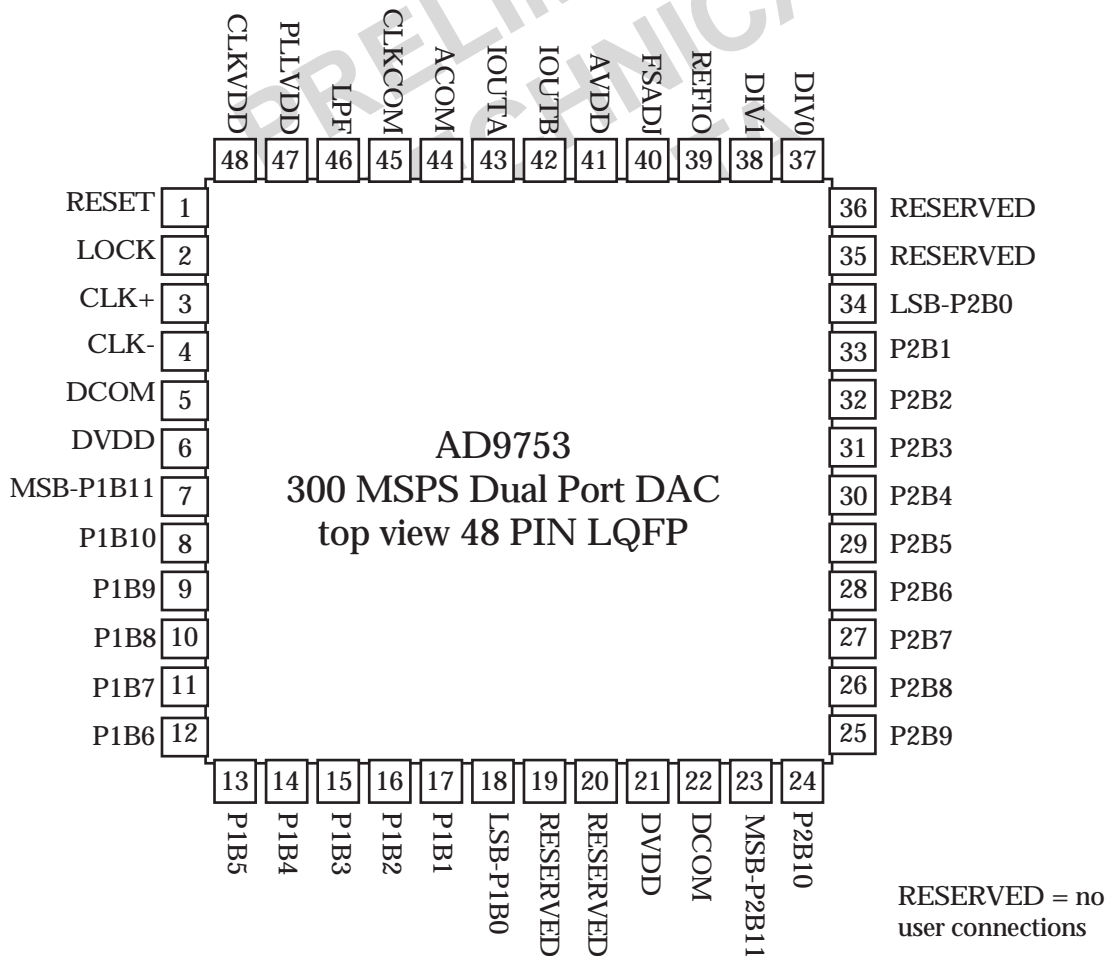 PRELIMI
TECHNICA
TA
CLKVDD
PLLVDD
LPF
CLKCOM
ACOM
IOUTA
IOUTB
AVDD
FSADJ
REFIO
DIV1
DIV0
48 47 46 45 44 43 42 41 40 39 38 37
RESET 1
LOCK 2
CLK+ 3
CLK- 4
DCOM 5
DVDD 6
MSB-P1B11 7
P1B10 8
P1B9 9
P1B8 10
P1B7 11
P1B6 12
AD9753
300 MSPS Dual Port DAC
top view 48 PIN LQFP
36 RESERVED
35 RESERVED
34 LSB-P2B0
33 P2B1
32 P2B2
31 P2B3
30 P2B4
29 P2B5
28 P2B6
27 P2B7
26 P2B8
25 P2B9
13 14 15 16 17 18 19 20 21 22 23 24
P1B5
P1B4
P1B3
P1B2
P1B1
LSB-P1B0
RESERVED
RESERVED
DVDD
DCOM
MSB-P2B11
P2B10
RESERVED = no
user connections